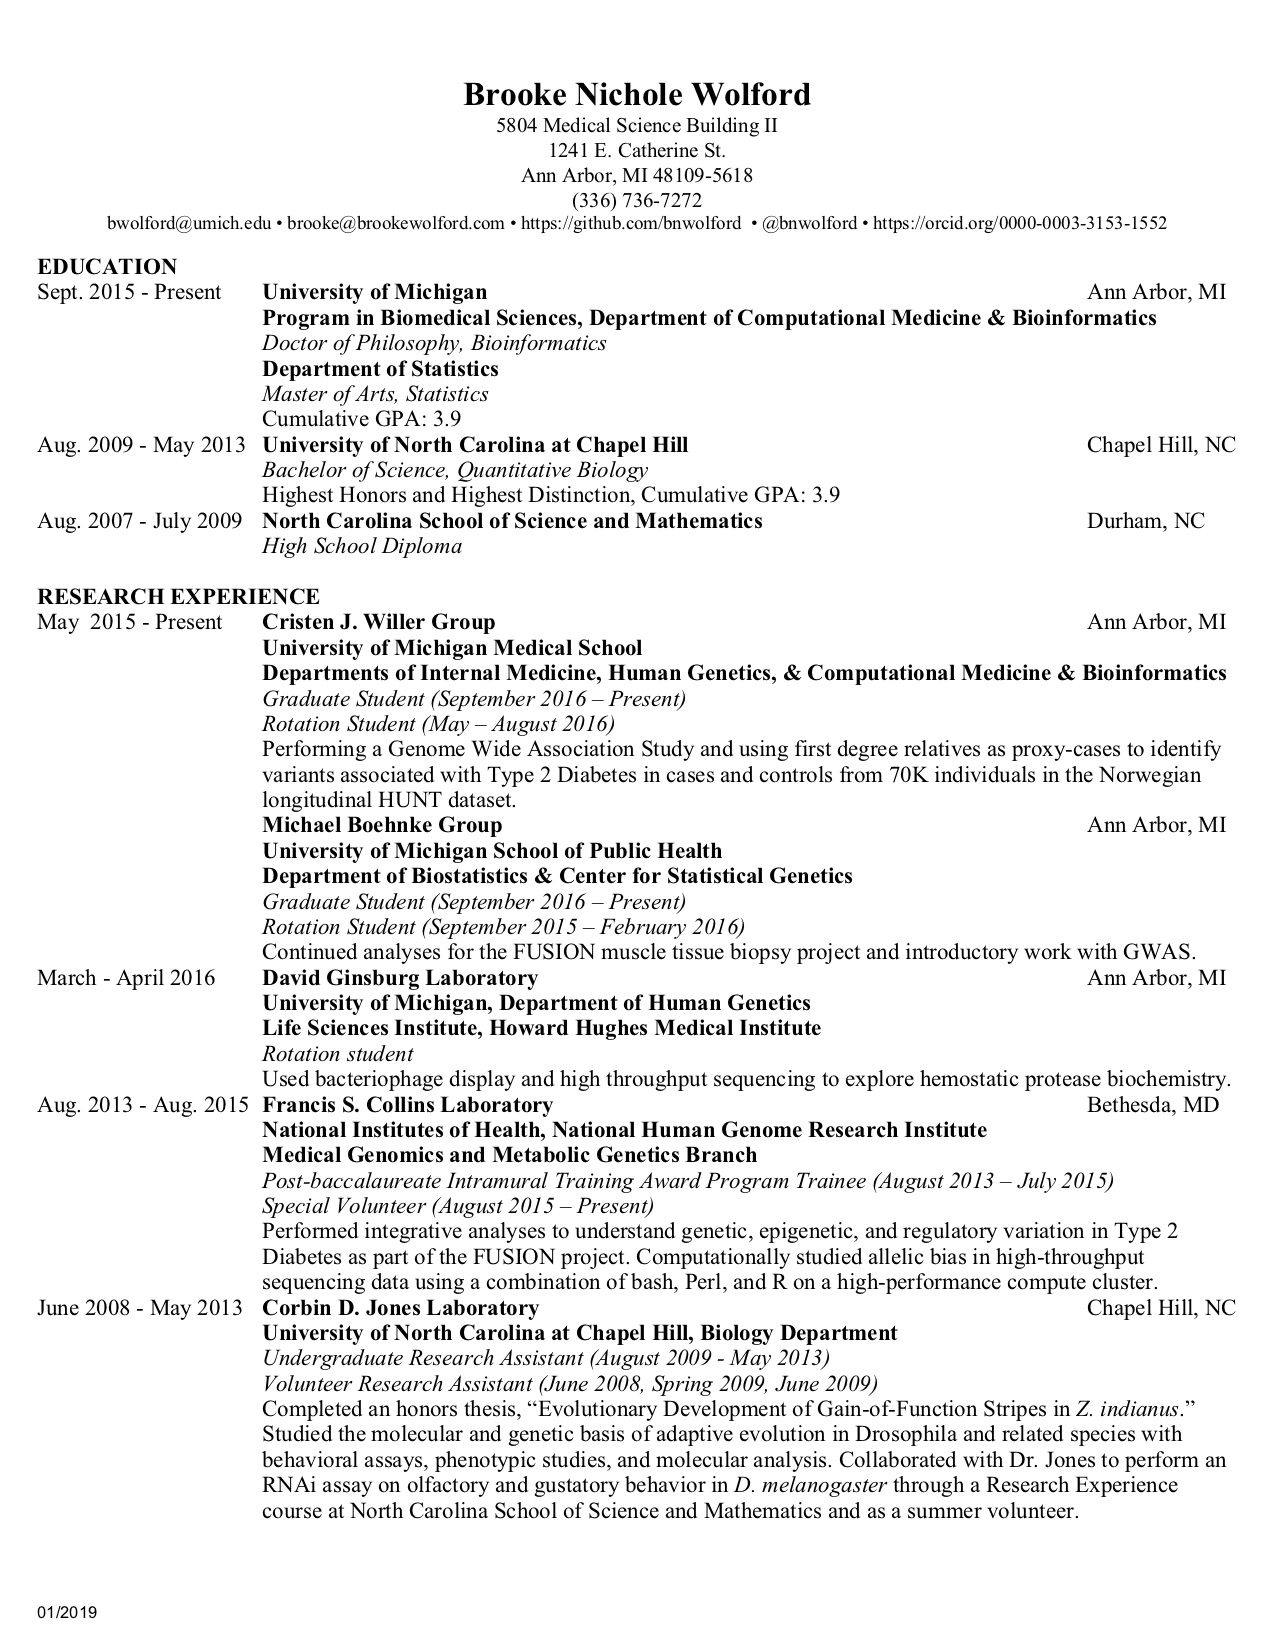 Brooke Nichole Wolford
5804 Medical Science Building II
1241 E. Catherine St.
Ann Arbor, MI 48109-5618
(336) 736-7272
bwolford@umich.edu • brooke@brookewolford.com • https://github.com/bnwolford • @bnwolford • https://orcid.org/0000-0003-3153-1552
EDUCATION
Sept. 2015 - Present University of Michigan Ann Arbor, MI
Program in Biomedical Sciences, Department of Computational Medicine & Bioinformatics
Doctor of Philosophy, Bioinformatics
Department of Statistics
Master of Arts, Statistics
Cumulative GPA: 3.9
Aug. 2009 - May 2013 University of North Carolina at Chapel Hill Chapel Hill, NC
Bachelor of Science, Quantitative Biology
Highest Honors and Highest Distinction, Cumulative GPA: 3.9
Aug. 2007 - July 2009 North Carolina School of Science and Mathematics Durham, NC
High School Diploma
RESEARCH EXPERIENCE
May 2015 - Present Cristen J. Willer Group Ann Arbor, MI
University of Michigan Medical School
Departments of Internal Medicine, Human Genetics, & Computational Medicine & Bioinformatics
Graduate Student (September 2016 – Present)
Rotation Student (May – August 2016)
Performing a Genome Wide Association Study and using first degree relatives as proxy-cases to identify
variants associated with Type 2 Diabetes in cases and controls from 70K individuals in the Norwegian
longitudinal HUNT dataset.
Michael Boehnke Group Ann Arbor, MI
University of Michigan School of Public Health
Department of Biostatistics & Center for Statistical Genetics
Graduate Student (September 2016 – Present)
Rotation Student (September 2015 – February 2016)
Continued analyses for the FUSION muscle tissue biopsy project and introductory work with GWAS.
March - April 2016 David Ginsburg Laboratory Ann Arbor, MI
University of Michigan, Department of Human Genetics
Life Sciences Institute, Howard Hughes Medical Institute
Rotation student
Used bacteriophage display and high throughput sequencing to explore hemostatic protease biochemistry.
Aug. 2013 - Aug. 2015 Francis S. Collins Laboratory Bethesda, MD
National Institutes of Health, National Human Genome Research Institute
Medical Genomics and Metabolic Genetics Branch
Post-baccalaureate Intramural Training Award Program Trainee (August 2013 – July 2015)
Special Volunteer (August 2015 – Present)
Performed integrative analyses to understand genetic, epigenetic, and regulatory variation in Type 2
Diabetes as part of the FUSION project. Computationally studied allelic bias in high-throughput
sequencing data using a combination of bash, Perl, and R on a high-performance compute cluster.
June 2008 - May 2013 Corbin D. Jones Laboratory Chapel Hill, NC
University of North Carolina at Chapel Hill, Biology Department
Undergraduate Research Assistant (August 2009 - May 2013)
Volunteer Research Assistant (June 2008, Spring 2009, June 2009)
Completed an honors thesis, “Evolutionary Development of Gain-of-Function Stripes in Z. indianus.”
Studied the molecular and genetic basis of adaptive evolution in Drosophila and related species with
behavioral assays, phenotypic studies, and molecular analysis. Collaborated with Dr. Jones to perform an
RNAi assay on olfactory and gustatory behavior in D. melanogaster through a Research Experience
course at North Carolina School of Science and Mathematics and as a summer volunteer.
01/2019